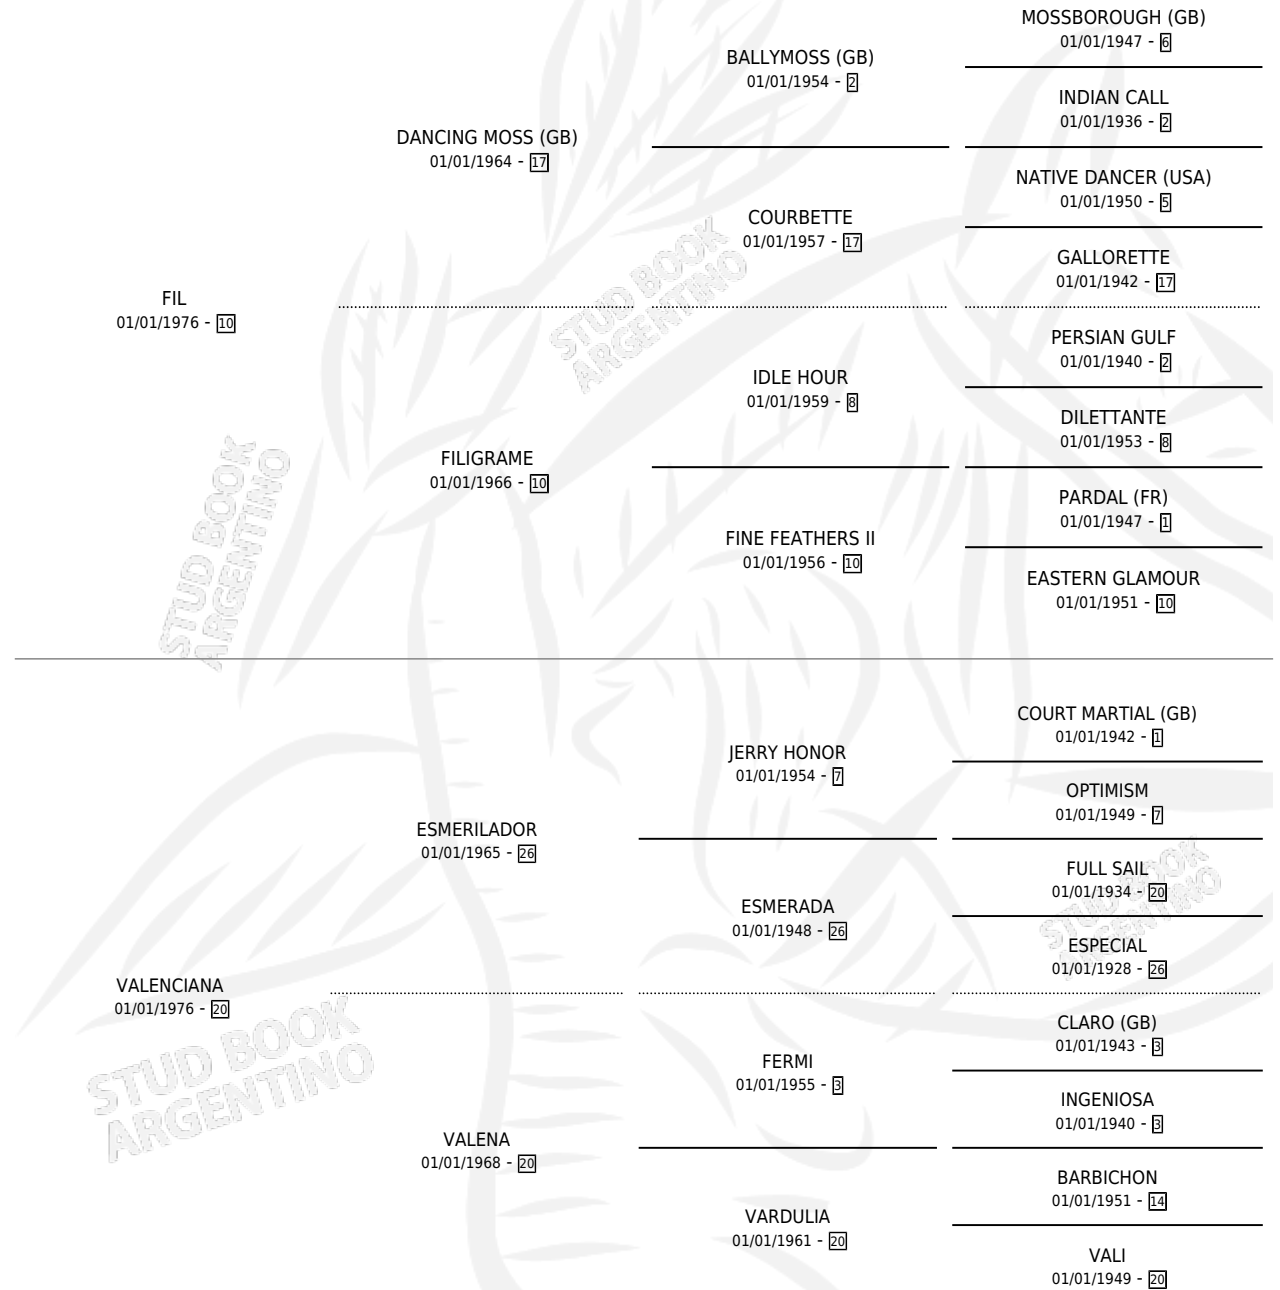 MOSSBOROUGH (GB)
01/01/1947 - 6
BALLYMOSS (GB)
01/01/1954 - 2
INDIAN CALL
01/01/1936 - 2
DANCING MOSS (GB)
01/01/1964 - 17
NATIVE DANCER (USA)
01/01/1950 - 5
COURBETTE
01/01/1957 - 17
GALLORETTE
01/01/1942 - 17
FIL
01/01/1976 - 10
PERSIAN GULF
01/01/1940 - 2
IDLE HOUR
01/01/1959 - 8
DILETTANTE
01/01/1953 - 8
FILIGRAME
01/01/1966 - 10
PARDAL (FR)
01/01/1947 - 1
FINE FEATHERS II
01/01/1956 - 10
EASTERN GLAMOUR
01/01/1951 - 10
STUD BOOK
ARGENTINO
STUD BOOK
ARGENTINO
COURT MARTIAL (GB)
01/01/1942 - 1
JERRY HONOR
01/01/1954 - 7
OPTIMISM
01/01/1949 - 7
ESMERILADOR
01/01/1965 - 26
FULL SAIL
01/01/1934 - 20
ESMERADA
01/01/1948 - 26
ESPECIAL
01/01/1928 - 26
VALENCIANA
01/01/1976 - 20
CLARO (GB)
01/01/1943 - 3
FERMI
01/01/1955 - 3
INGENIOSA
01/01/1940 - 3
VALENA
01/01/1968 - 20
BARBICHON
01/01/1951 - 14
VARDULIA
01/01/1961 - 20
VALI
01/01/1949 - 20
STUD BOOK
ARGENTINO
STUD BOOK
ARGENTINO